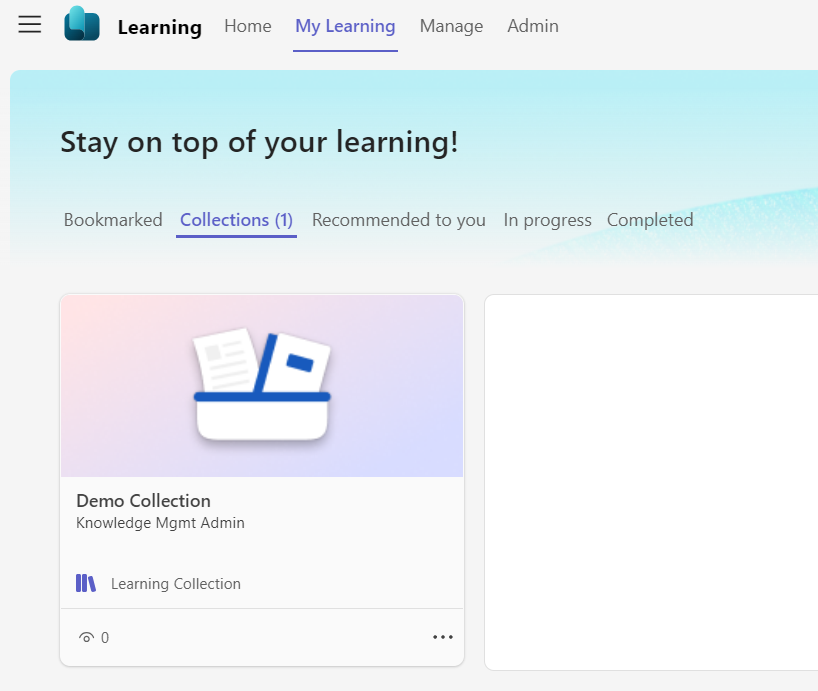 Learning Home My Learning Manage Admin
Stay on top of your learning!
Bookmarked Collections (1) Recommended to you In progress Completed
Demo Collection
Knowledge Mgmt Admin
Learning Collection
0